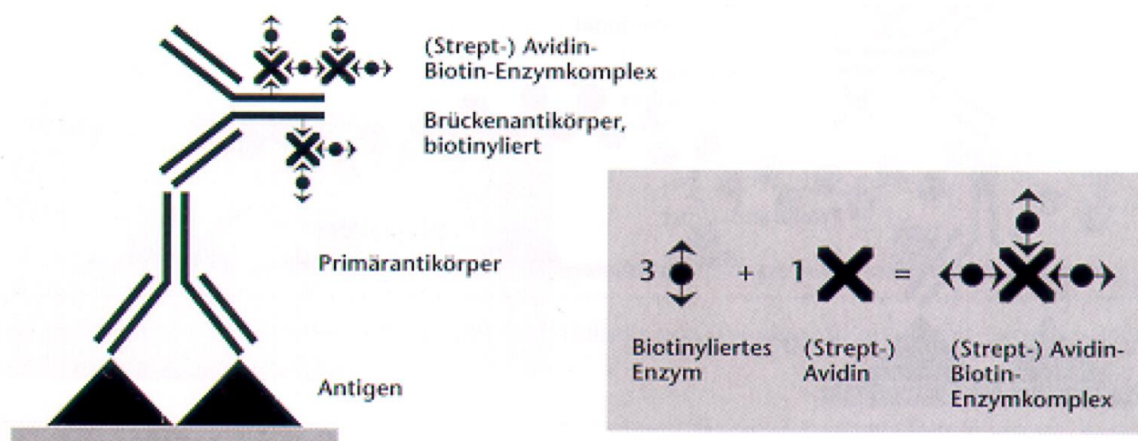 (Strept-) Avidin-
Biotin-Enzymkomplex
Brückenantikörper,
biotinyliert
Primärantikörper
Antigen
3 + 1 =
Biotinyliertes
Enzym
(Strept-)
Avidin
(Strept-) Avidin-
Biotin-
Enzymkomplex